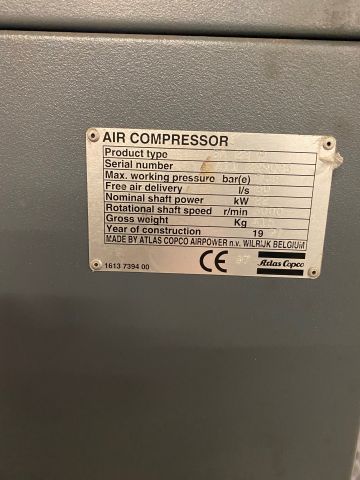 AIR COMPRESSOR
Product type
Serial number
Max. working pressure bar(e)
Free air delivery l/s
Nominal shaft power kW
Rotational shaft speed r/min
Gross weight Kg
Year of construction 19
MADE BY ATLAS COPCO AIRPOWER n.v. WILRIJK BELGIUM
1613 7394 00 CE 97 Atlas Copco